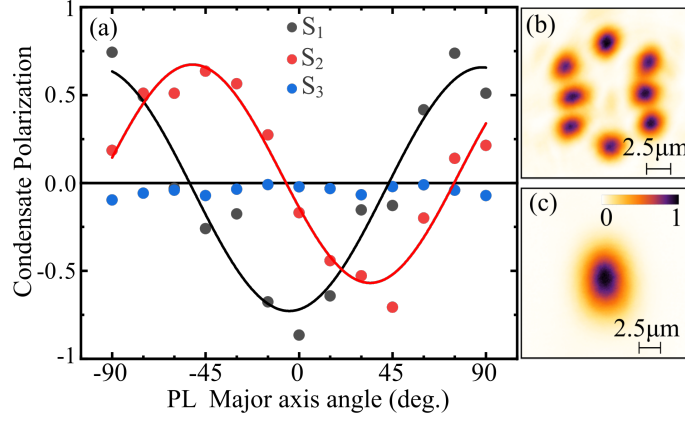 (a)
S₁
S₂
S₃
1
0.5
0.0
-0.5
-1
Condensate Polarization
-90
-45
0
45
90
PL Major axis angle (deg.)
(b)
2.5μm
(c)
0 1
2.5μm